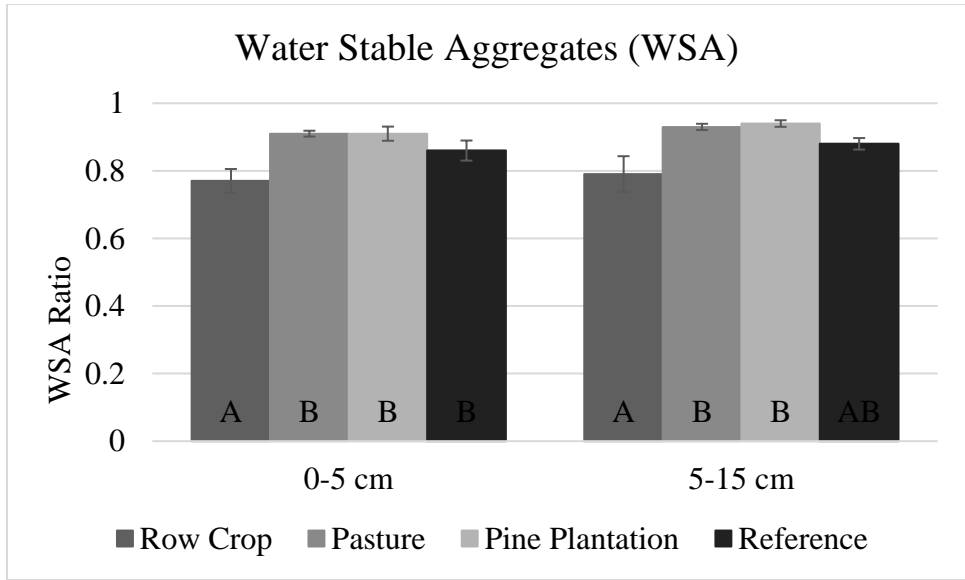 Water Stable Aggregates (WSA)
WSA Ratio
1
0.8
0.6
0.4
0.2
0
A B B B A B B AB
0-5 cm 5-15 cm
Row Crop Pasture Pine Plantation Reference